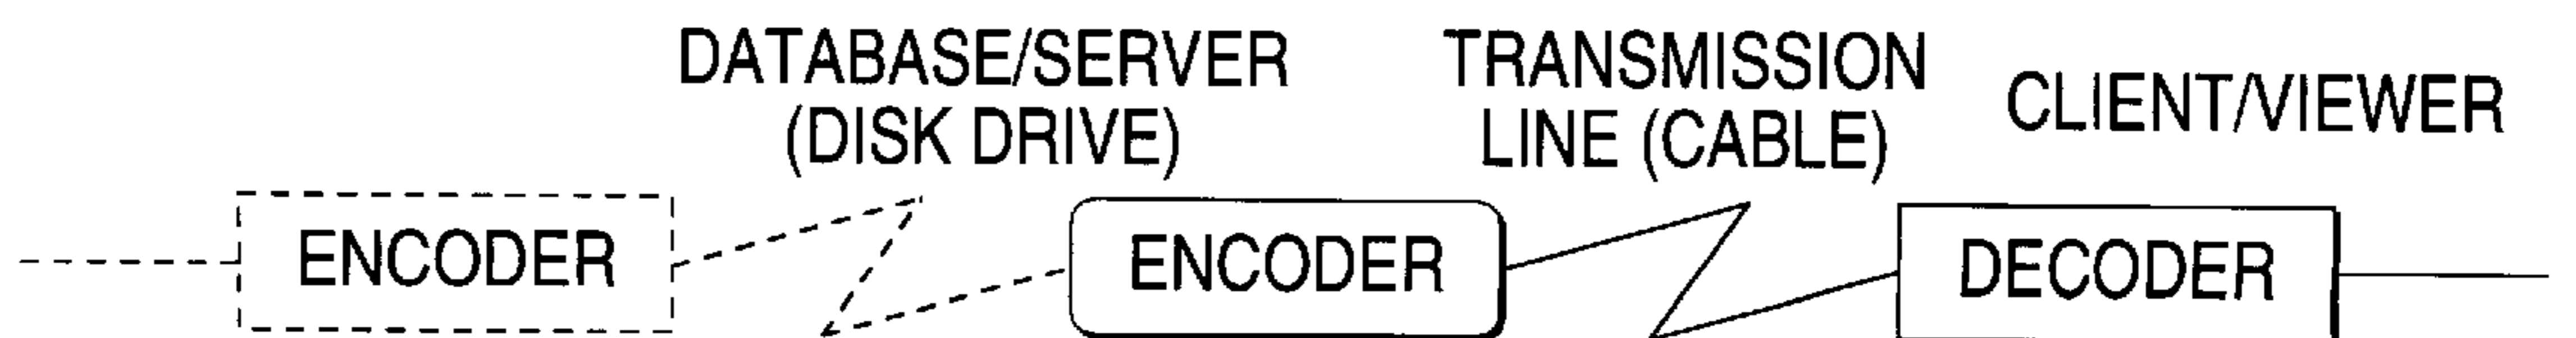 DATABASE/SERVER
(DISK DRIVE)
TRANSMISSION
LINE (CABLE)
CLIENT/VIEWER
ENCODER
ENCODER
DECODER